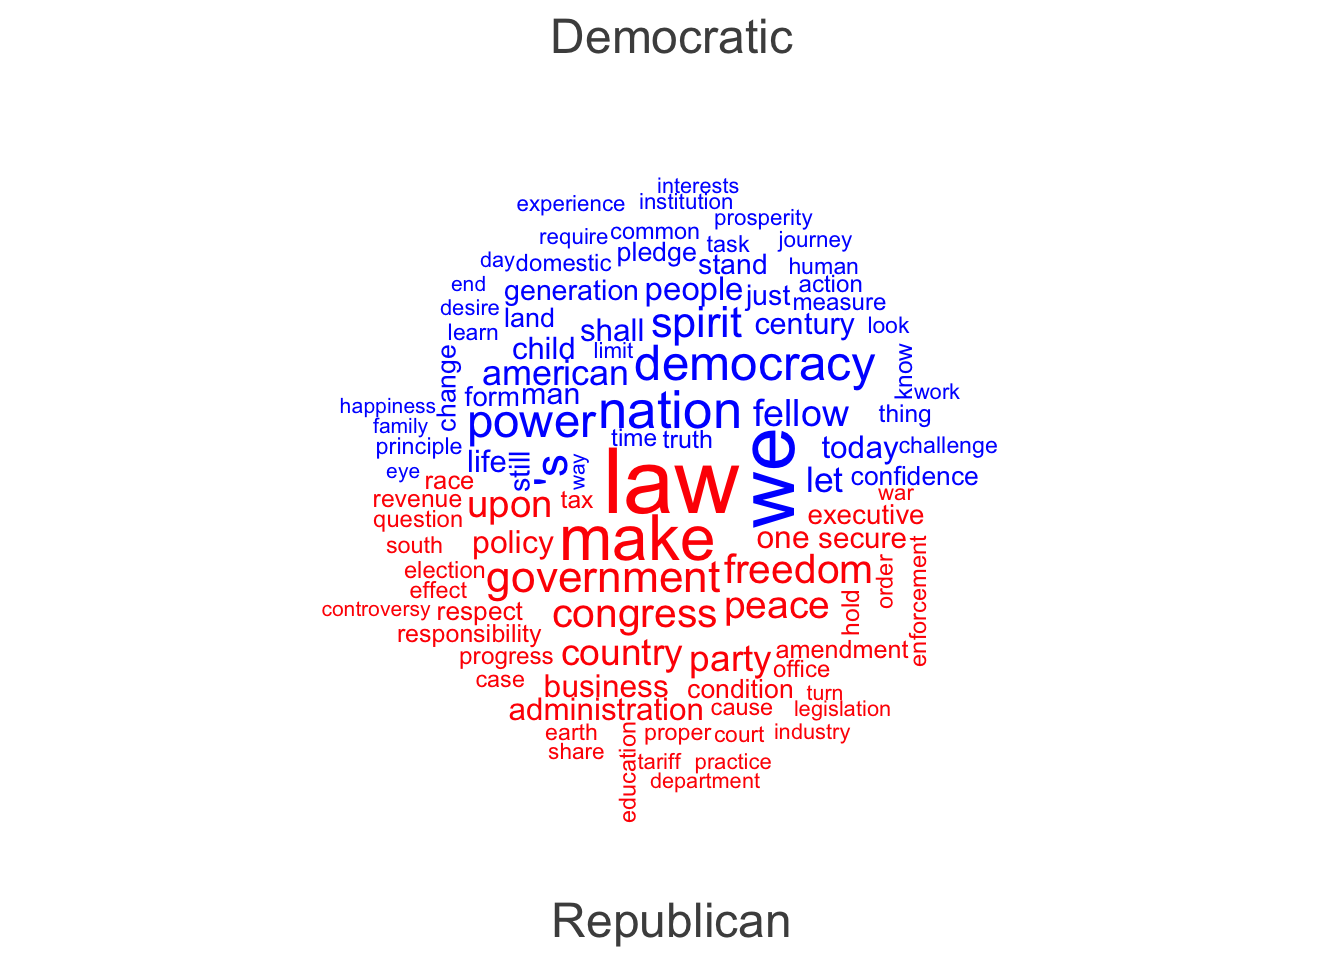 Democratic
interests
experience institution
prosperity
require common task journey
day domestic pledge stand human
end generation people just action
desire land shall spirit century measure look
learn child limit democracy know
change american work
happiness form man nation fellow thing
family power time truth
principle life still 's way law we today challenge
eye let confidence
race war
revenue upon tax executive
question make one secure
south policy
election government freedom order enforcement
effect
controversy respect congress peace hold
responsibility
progress country party amendment
case office
business condition turn
administration cause legislation
earth education proper court industry
share tariff practice
department
Republican